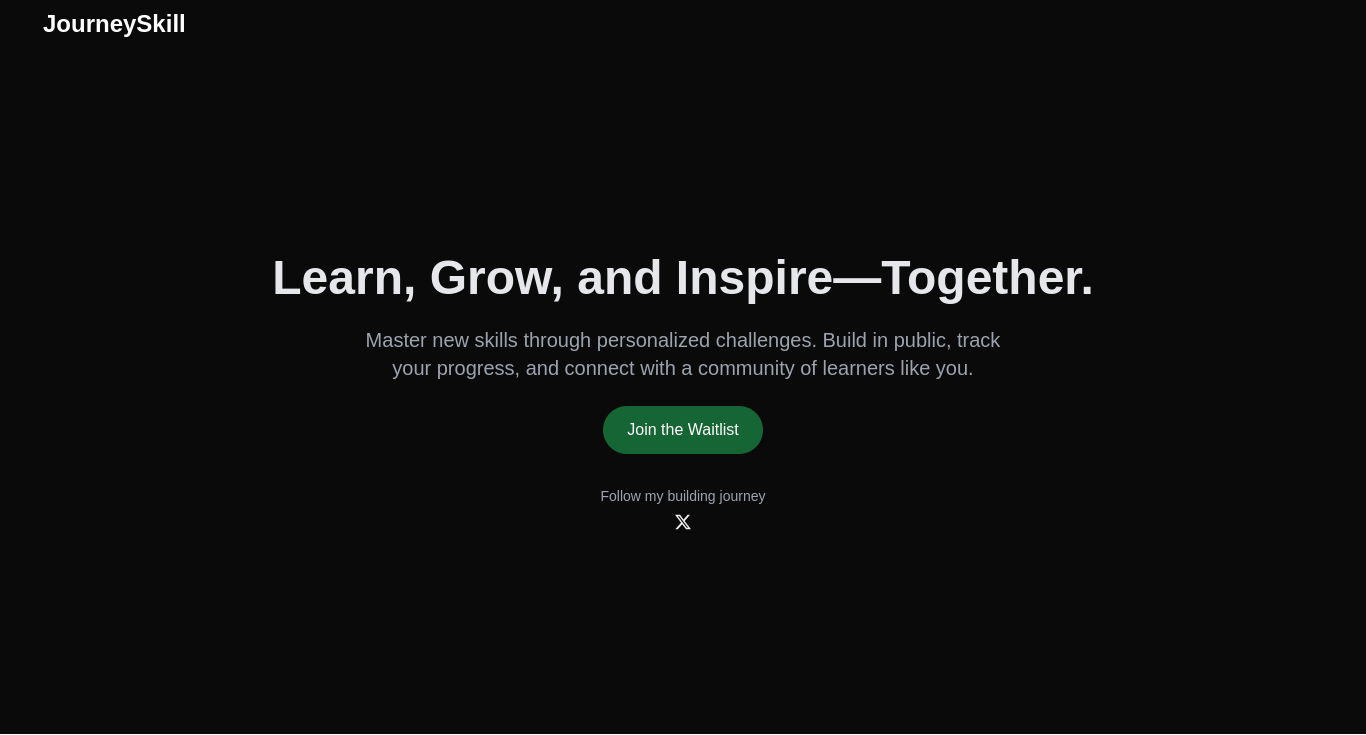 JourneySkill
Learn, Grow, and Inspire—Together.
Master new skills through personalized challenges. Build in public, track
your progress, and connect with a community of learners like you.
Join the Waitlist
Follow my building journey